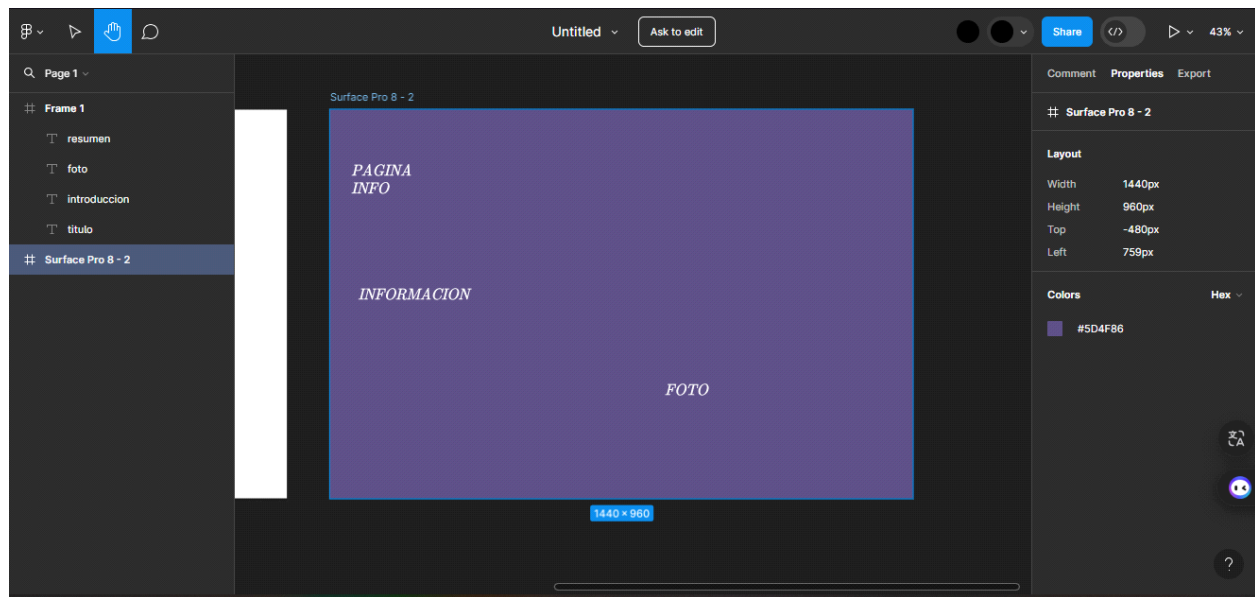 Untitled
Ask to edit
Share
43%
Page 1
Comment Properties Export
Frame 1
resumen
foto
introduccion
titulo
Surface Pro 8 - 2
Surface Pro 8 - 2
PAGINA
INFO
INFORMACION
FOTO
1440 × 960
Surface Pro 8 - 2
Layout
Width 1440px
Height 960px
Top -480px
Left 759px
Colors Hex
#5D4F86
?